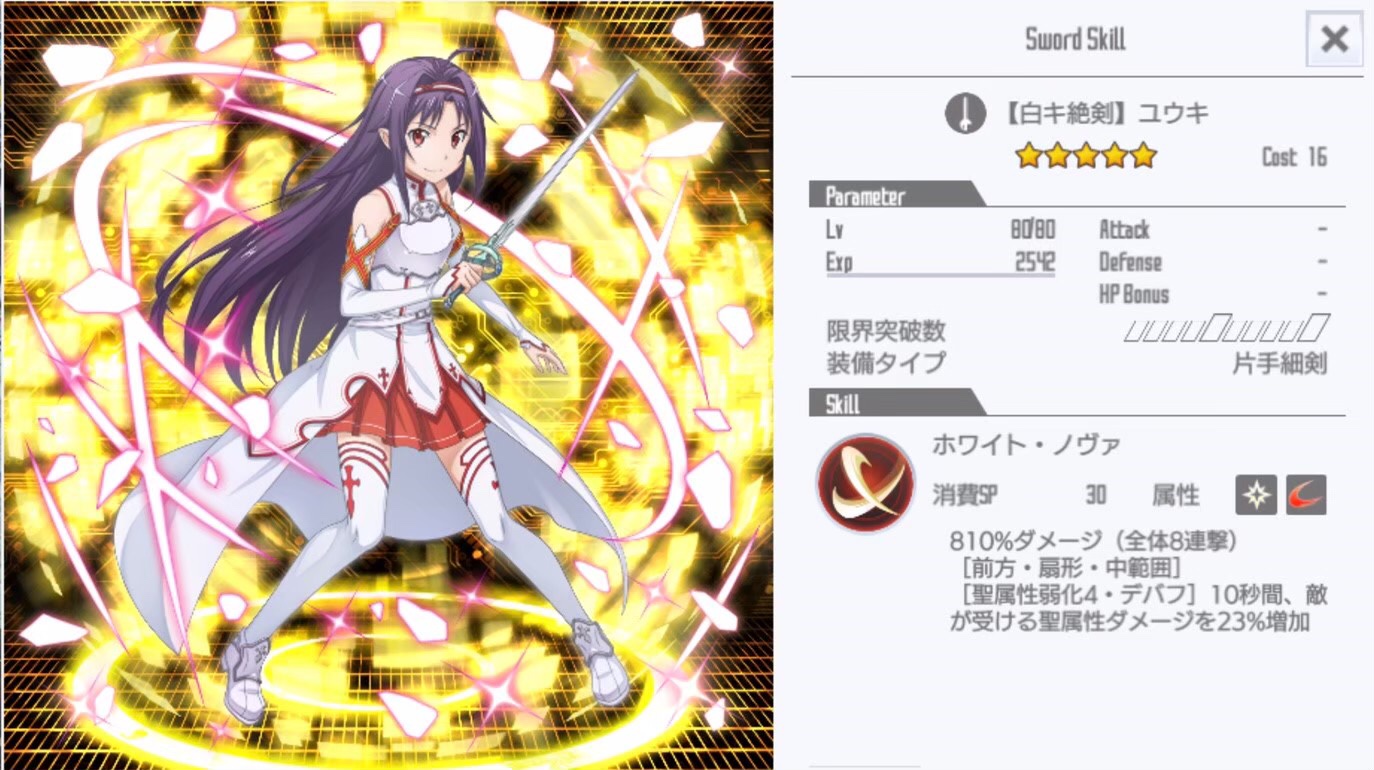 Sword Skill
【白キ絶剣】ユウキ
Cost 16
Parameter
Lv 80/80 Attack -
Exp 2542 Defense -
HP Bonus -
限界突破数
装備タイプ 片手細剣
Skill
ホワイト・ノヴァ
消費SP 30 属性
810%ダメージ（全体8連撃）
［前方・扇形・中範囲］
［聖属性弱化4・デバフ］10秒間、敵
が受ける聖属性ダメージを23%増加